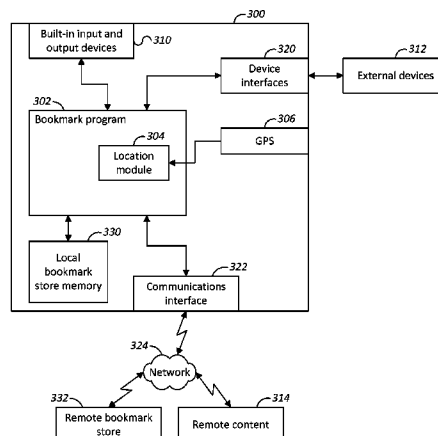 300
Built-in input and
output devices
310
320
312
Device
interfaces
External devices
302
Bookmark program
304
Location
module
306
GPS
330
Local
bookmark
store memory
322
Communications
interface
324
Network
332
Remote bookmark
store
314
Remote content